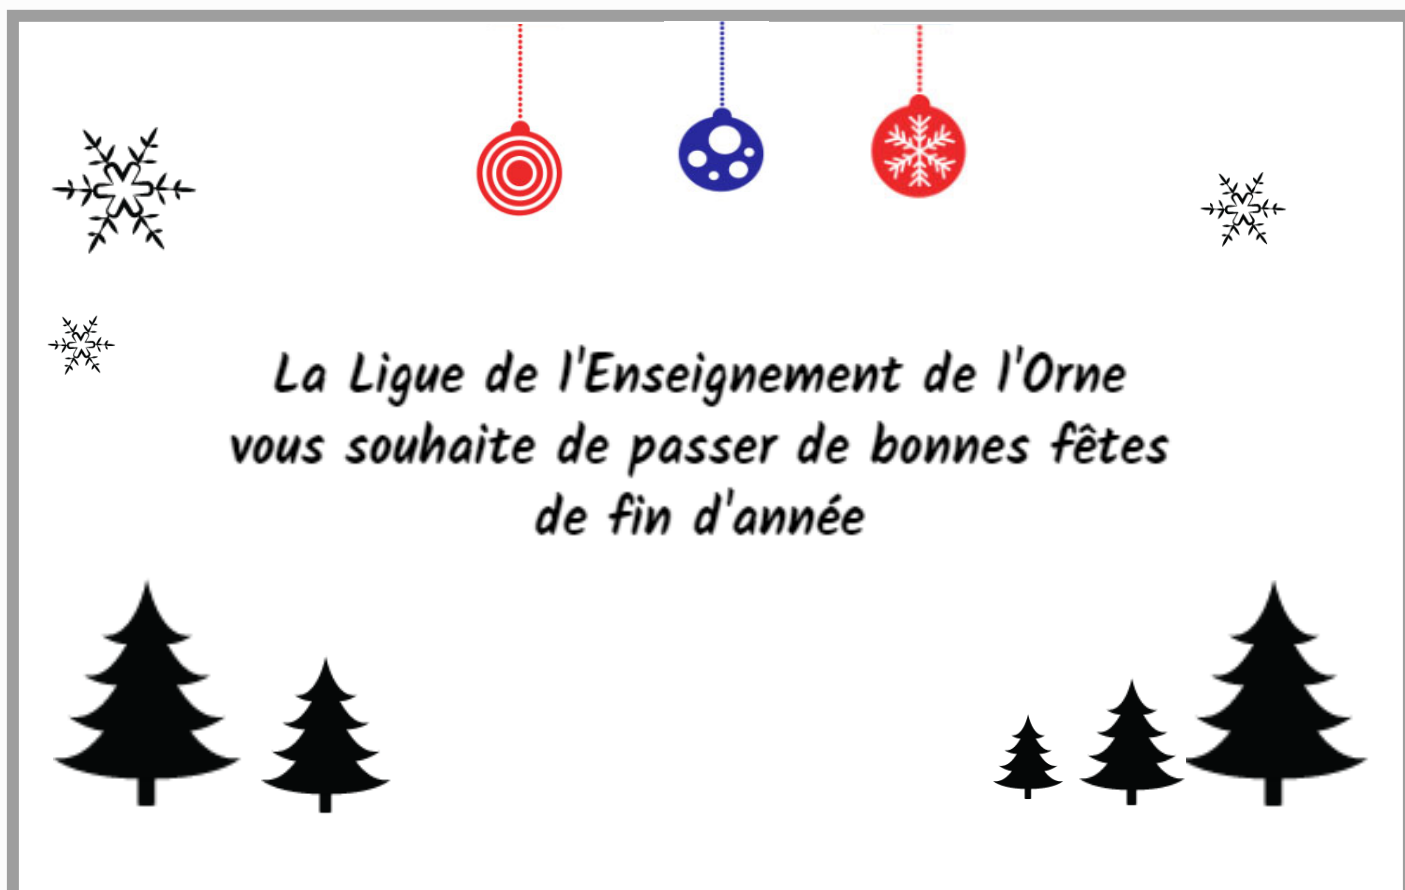 La Ligue de l'Enseignement de l'Orne
vous souhaite de passer de bonnes fêtes
de fin d'année